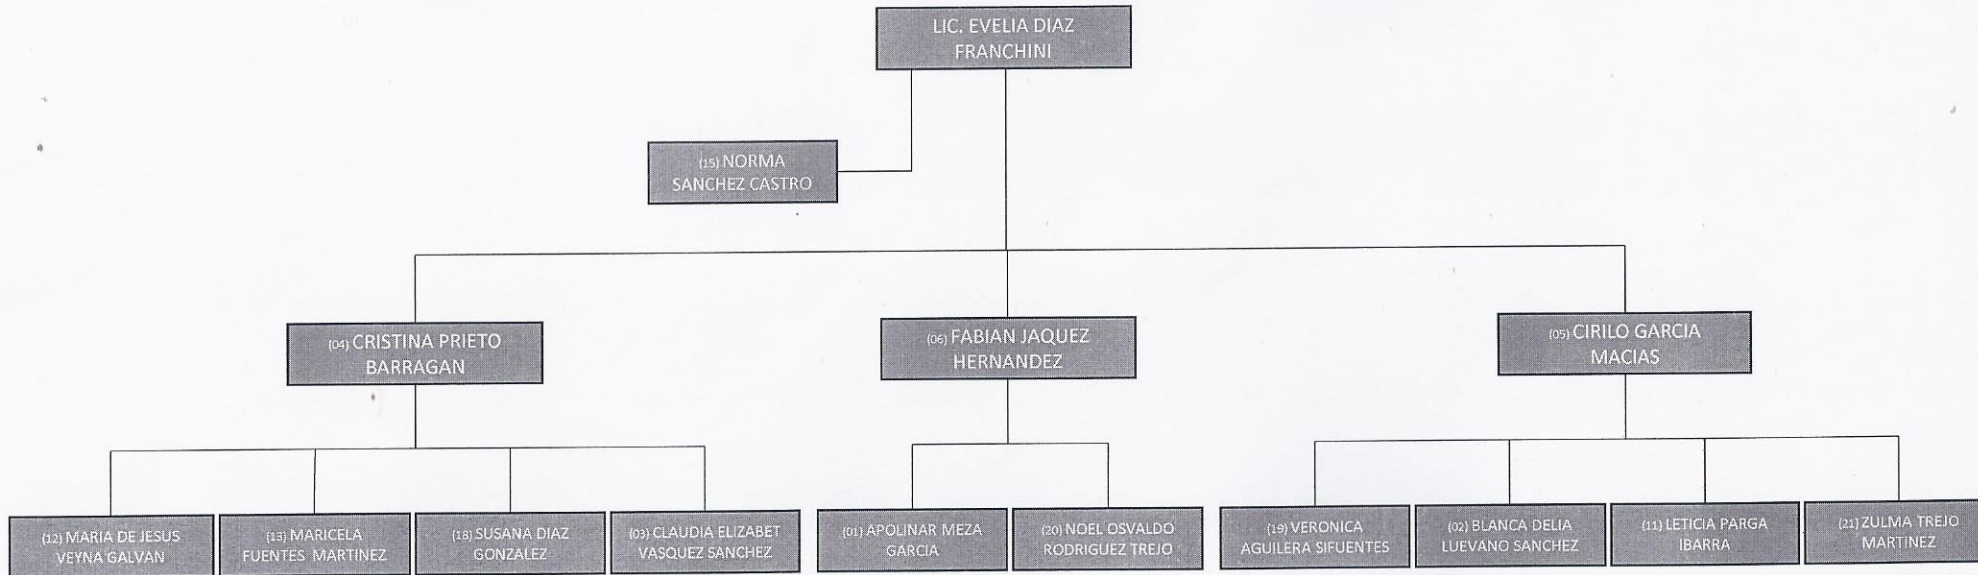 LIC. EVELIA DIAZ
FRANCHINI
(15) NORMA
SANCHEZ CASTRO
(04) CRISTINA PRIETO
BARRAGAN
(06) FABIAN JAQUEZ
HERNANDEZ
(05) CIRILO GARCIA
MACIAS
(12) MARIA DE JESUS
VEYNA GALVAN
(13) MARICELA
FUENTES MARTINEZ
(18) SUSANA DIAZ
GONZALEZ
(03) CLAUDIA ELIZABET
VASQUEZ SANCHEZ
(01) APOLINAR MEZA
GARCIA
(20) NOEL OSVALDO
RODRIGUEZ TREJO
(19) VERONICA
AGUILERA SIFUENTES
(02) BLANCA DELIA
LUEVANO SANCHEZ
(11) LETICIA PARGA
IBARRA
(21) ZULMA TREJO
MARTINEZ